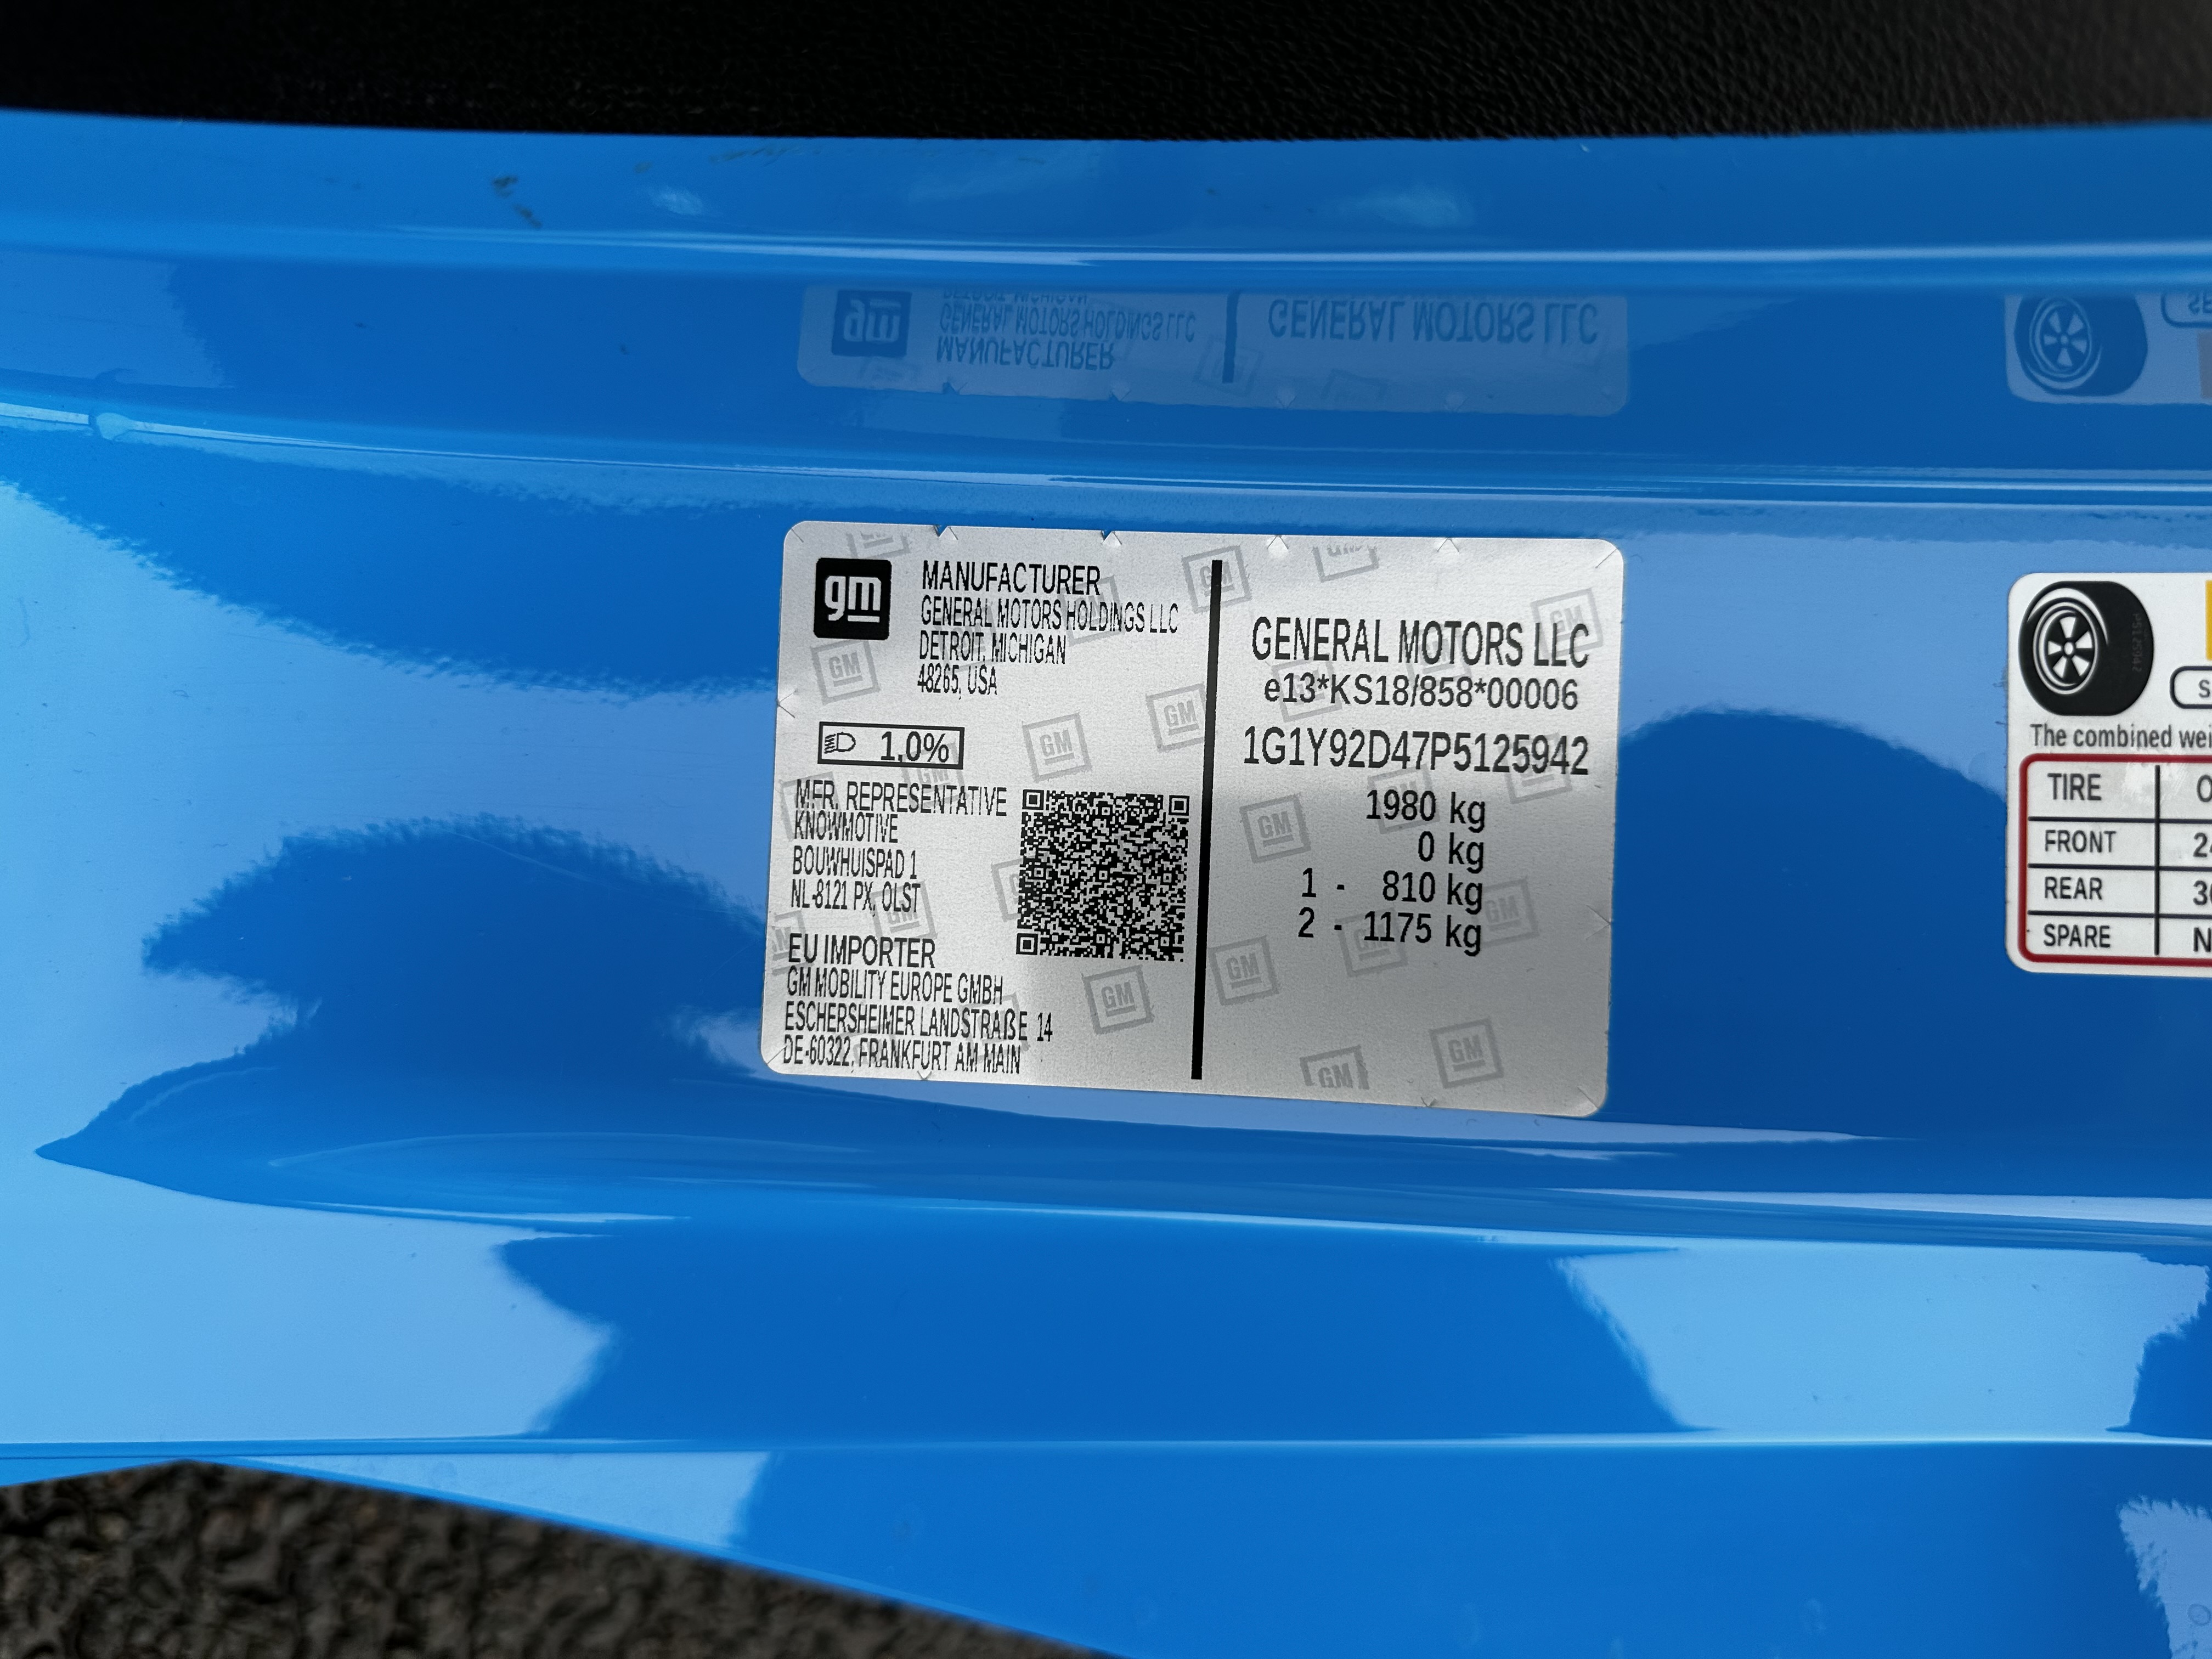 gm
MANUFACTURER
GENERAL MOTORS HOLDINGS LLC
DETROIT, MICHIGAN
48265, USA
1.0%
MFR. REPRESENTATIVE
KNOWMOTIVE
BOUWHUISPAD 1
NL-8121 PX, OLST
EU IMPORTER
GM MOBILITY EUROPE GMBH
ESCHERSHEIMER LANDSTRAßE 14
DE-60322, FRANKFURT AM MAIN
GENERAL MOTORS LLC
e13*KS18/858*00006
1G1Y92D47P5125942
1980 kg
0 kg
1 - 810 kg
2 - 1175 kg
The combined
TIRE
FRONT
REAR
SPARE